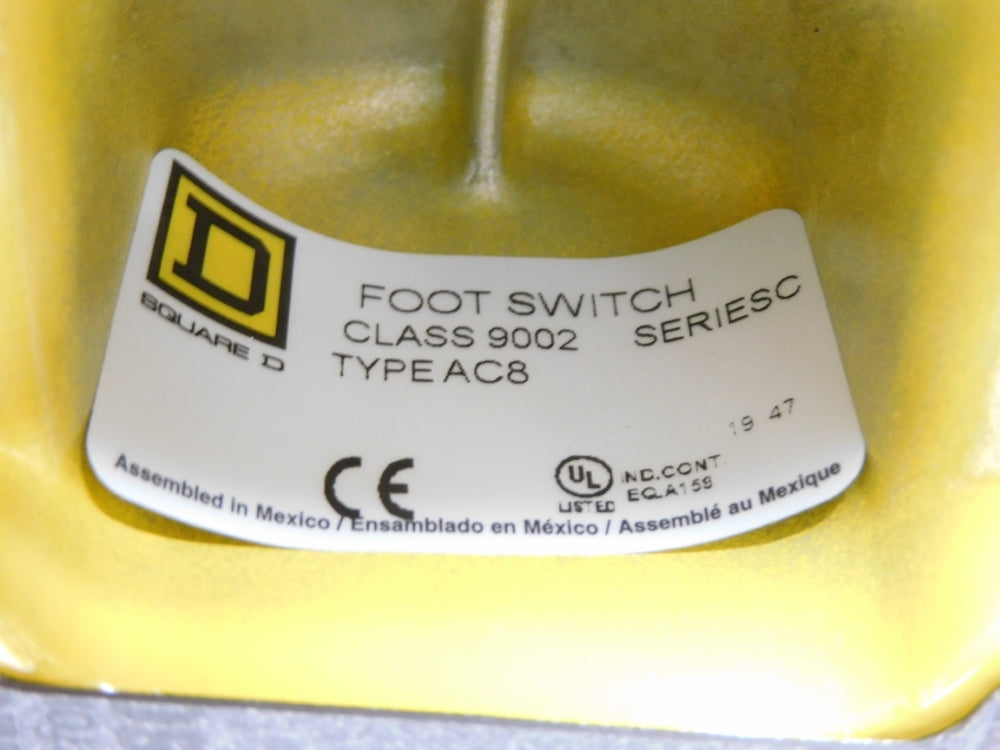 D
SQUARE D
FOOT SWITCH
CLASS 9002 SERIESC
TYPE AC8
19 47
CE
UL IND.CONT.
LISTED EQ.A159
Assembled in Mexico / Ensamblado en México / Assemblé au Mexique